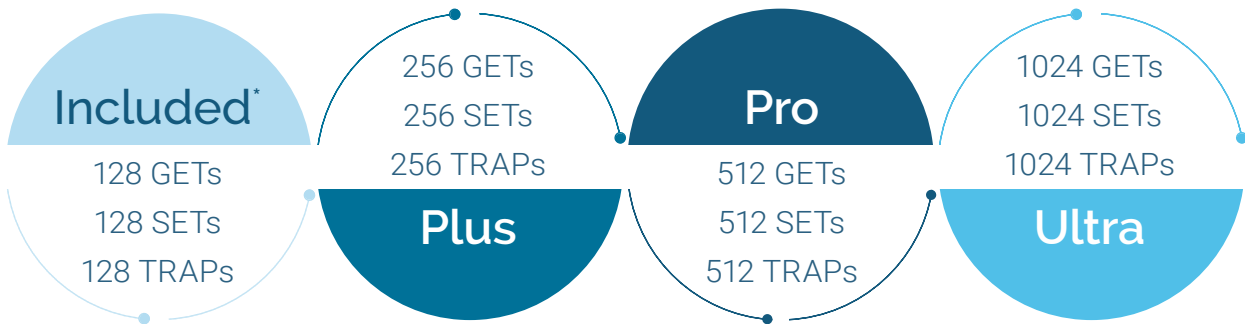 Included*
128 GETs
128 SETs
128 TRAPs
256 GETs
256 SETs
256 TRAPs
Plus
Pro
512 GETs
512 SETs
512 TRAPs
1024 GETs
1024 SETs
1024 TRAPs
Ultra